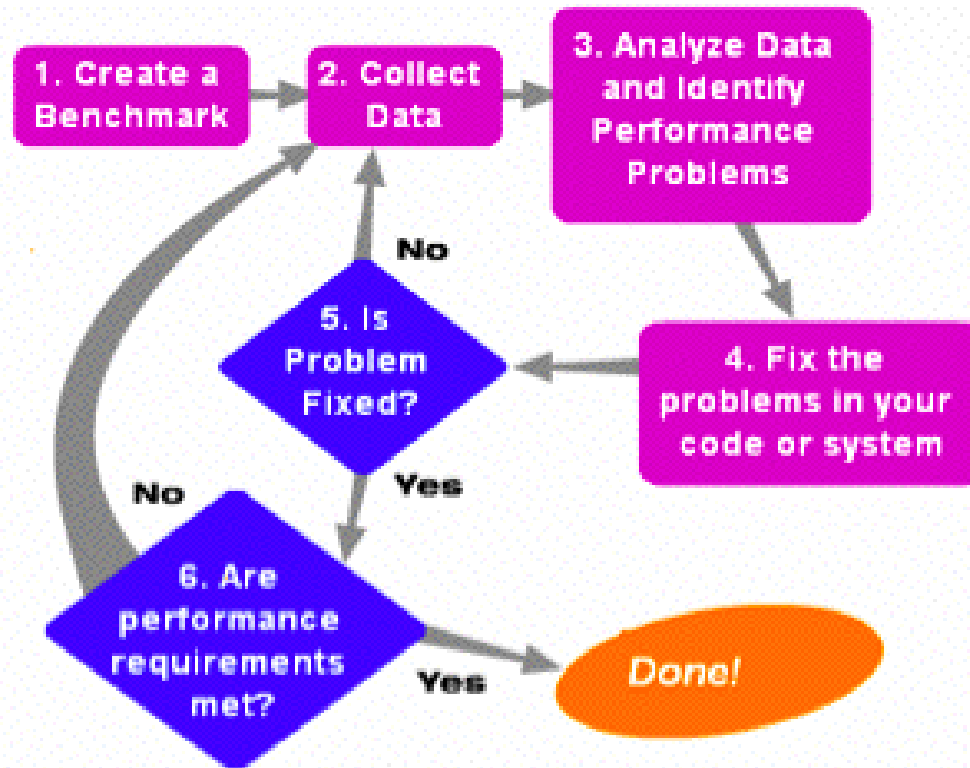 1. Create a
Benchmark
2. Collect
Data
3. Analyze Data
and Identify
Performance
Problems
4. Fix the
problems in your
code or system
No
5. Is
Problem
Fixed?
Yes
No
6. Are
performance
requirements
met?
Yes
Done!